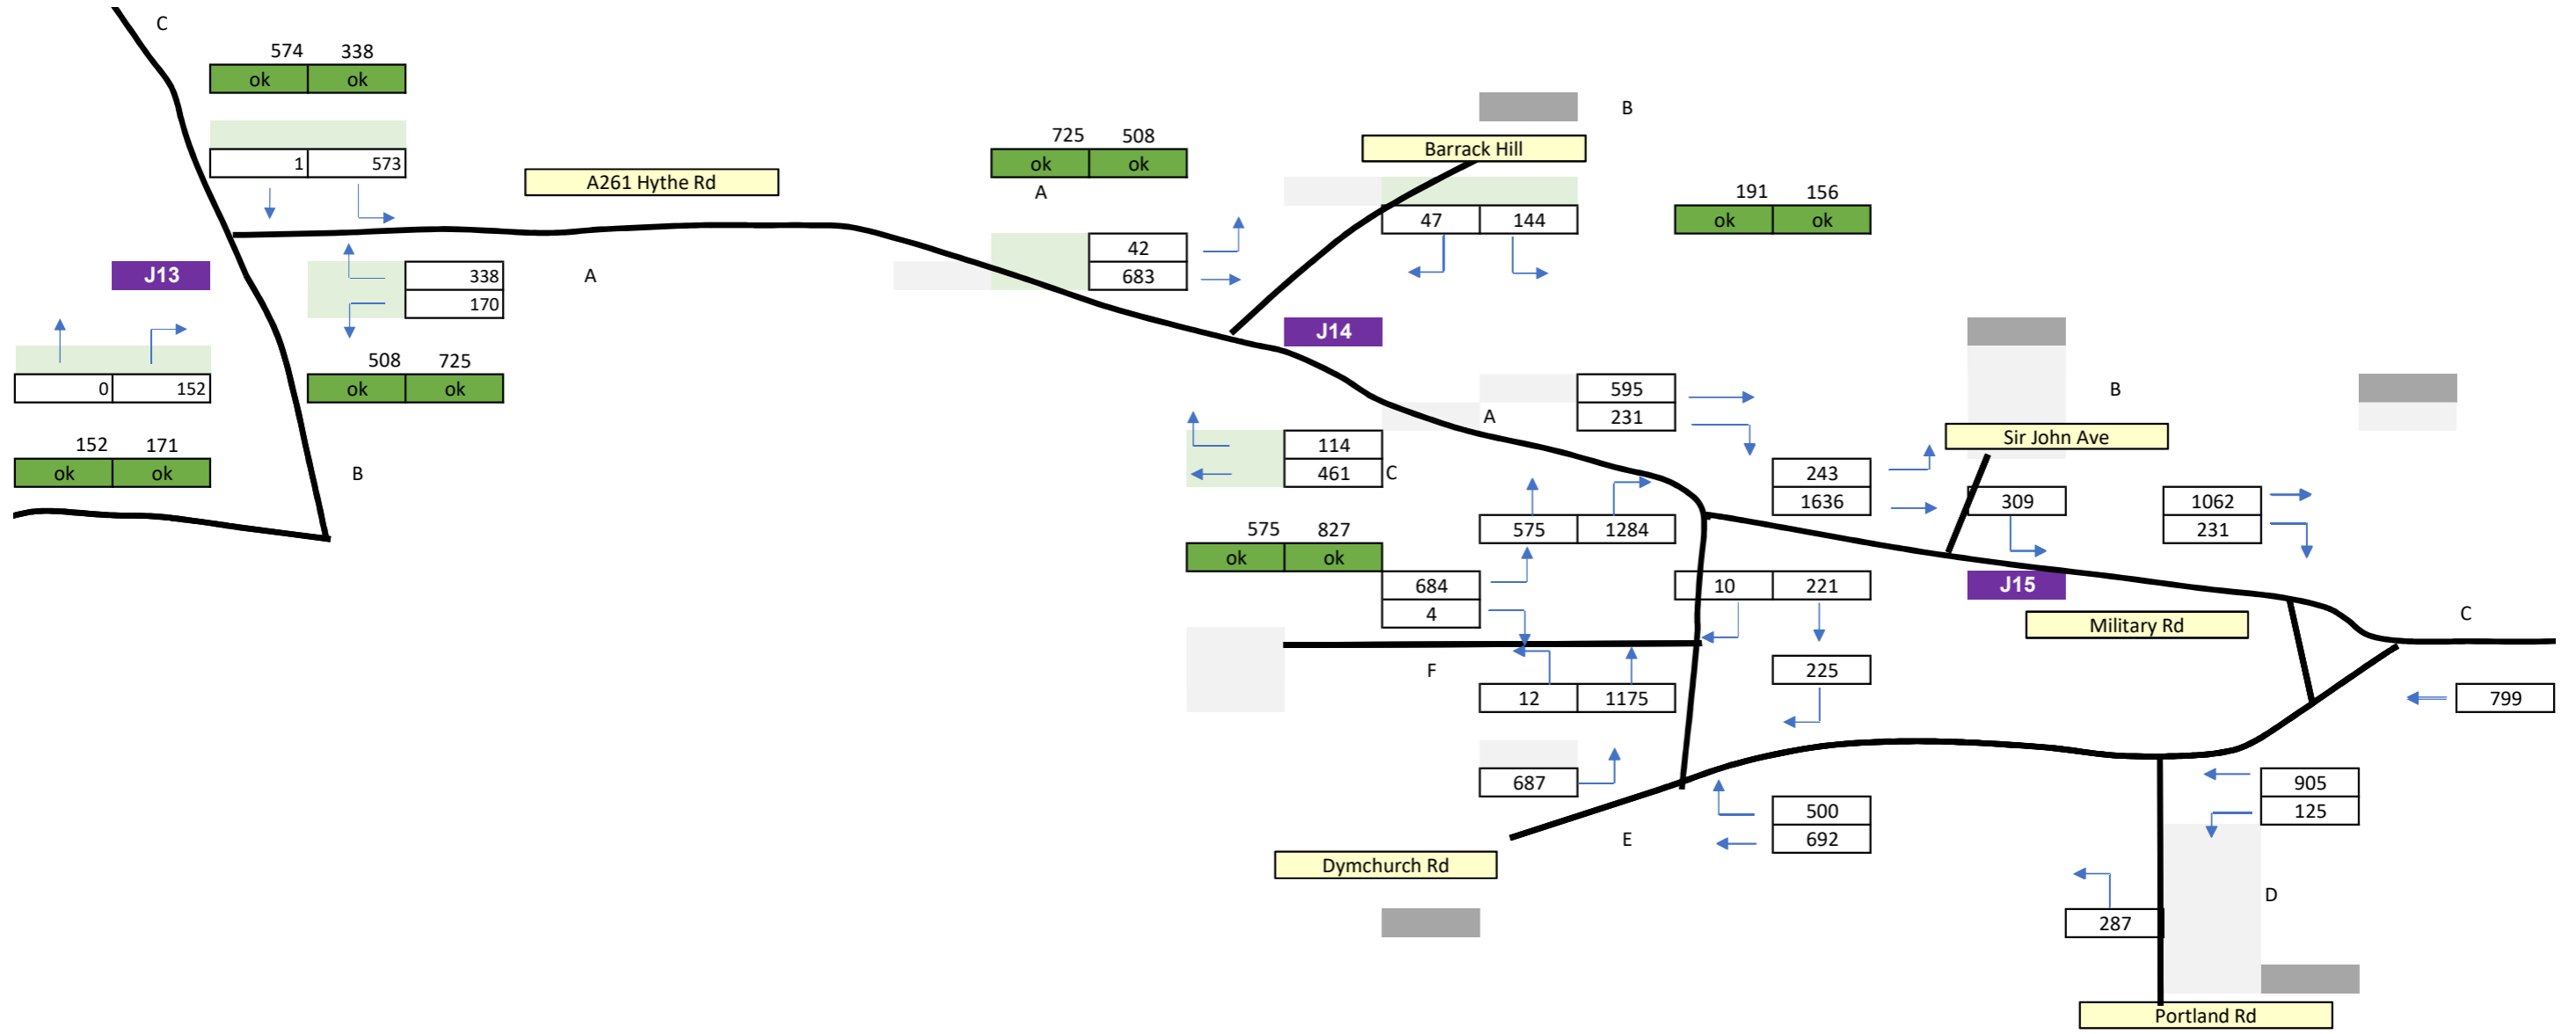 C
574 338
ok ok
1 573
A261 Hythe Rd
J13
338
170
A
0 152
508 725
ok ok
152 171
ok ok
B
725 508
ok ok
A
42
683
B
Barrack Hill
47 144
191 156
ok ok
J14
114
461
C
575 827
ok ok
A
595
231
575 1284
684
4
F
12 1175
687
10 221
225
500
692
E
Dymchurch Rd
243
1636
B
Sir John Ave
309
J15
1062
231
Military Rd
C
799
905
125
D
287
Portland Rd